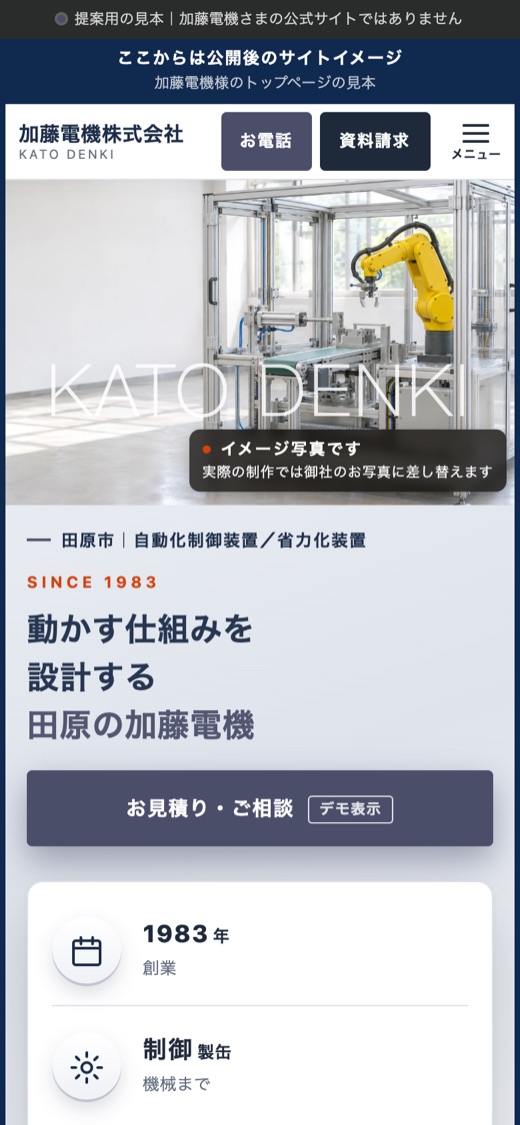 提案用の見本｜加藤電機さまの公式サイトではありません
ここからは公開後のサイトイメージ
加藤電機様のトップページの見本
加藤電機株式会社
KATO DENKI
お電話
資料請求
メニュー
KATO DENKI
イメージ写真です
実際の制作では御社のお写真に差し替えます
田原市｜自動化制御装置／省力化装置
SINCE 1983
動かす仕組みを
設計する
田原の加藤電機
お見積り・ご相談 デモ表示
1983 年
創業
制御 製缶
機械まで